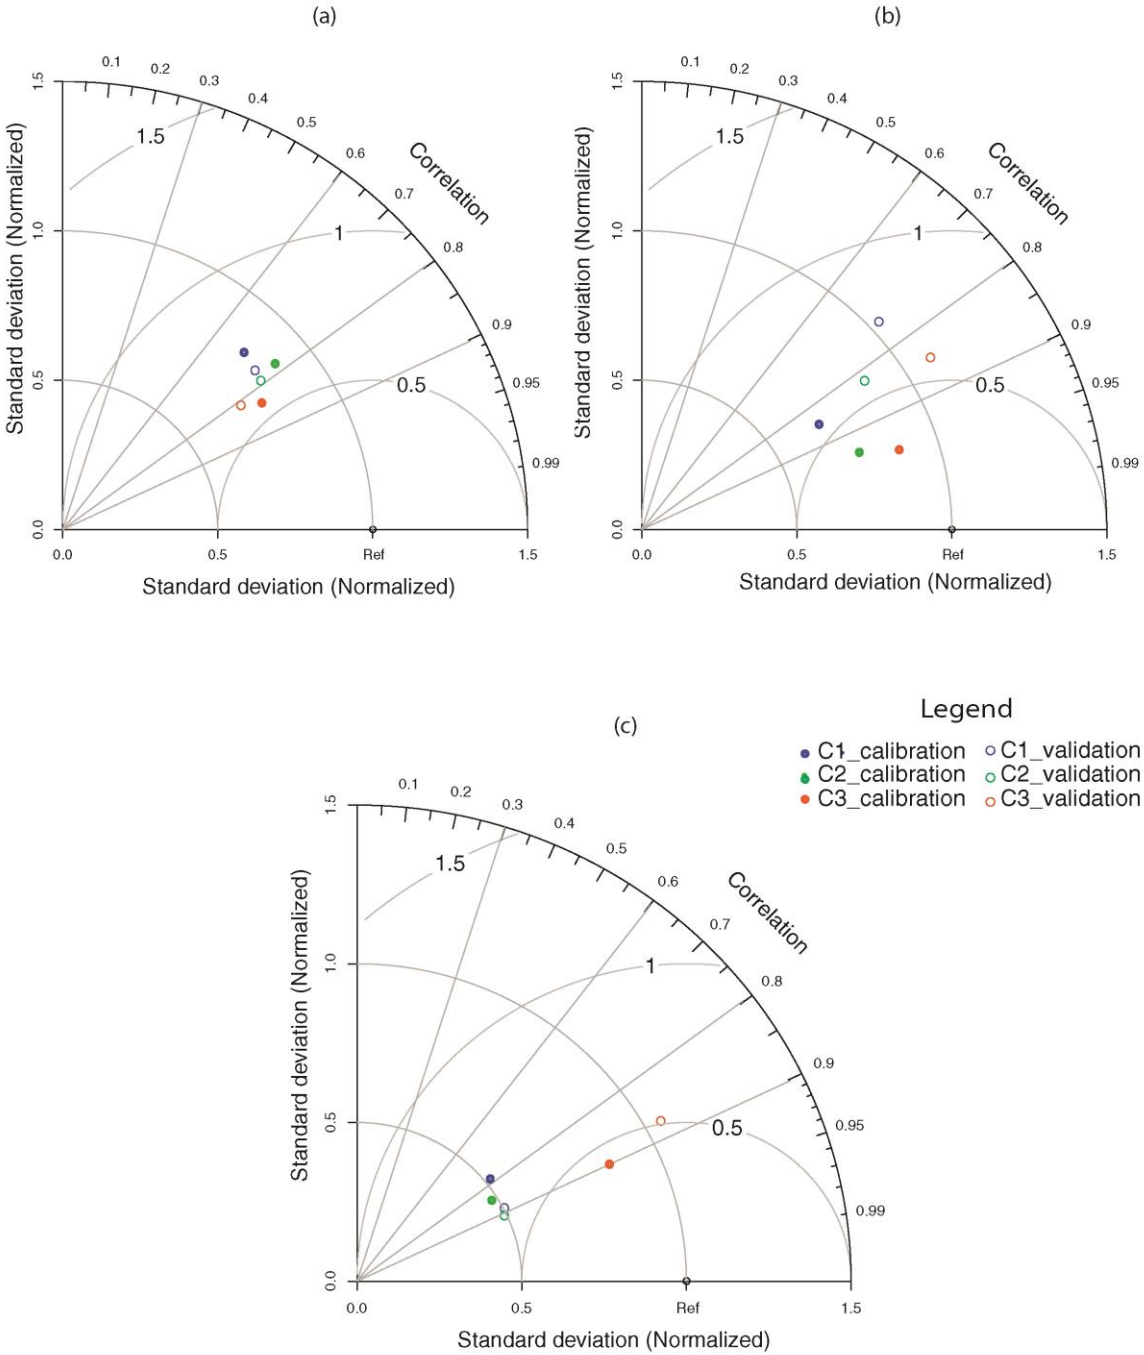 (a)
0.1
0.2
0.3
0.4
0.5
0.6
0.7
0.8
0.9
0.95
0.99
Correlation
1.5
1
0.5
Standard deviation (Normalized)
1.5
1.0
0.5
0.0
0.0
0.5
Ref
1.5
Standard deviation (Normalized)
(b)
0.1
0.2
0.3
0.4
0.5
0.6
0.7
0.8
0.9
0.95
0.99
Correlation
1.5
1
0.5
Standard deviation (Normalized)
1.5
1.0
0.5
0.0
0.0
0.5
Ref
1.5
Standard deviation (Normalized)
Legend
C1_calibration
C1_validation
C2_calibration
C2_validation
C3_calibration
C3_validation
(c)
0.1
0.2
0.3
0.4
0.5
0.6
0.7
0.8
0.9
0.95
0.99
Correlation
1.5
1
0.5
Standard deviation (Normalized)
1.5
1.0
0.5
0.0
0.0
0.5
Ref
1.5
Standard deviation (Normalized)